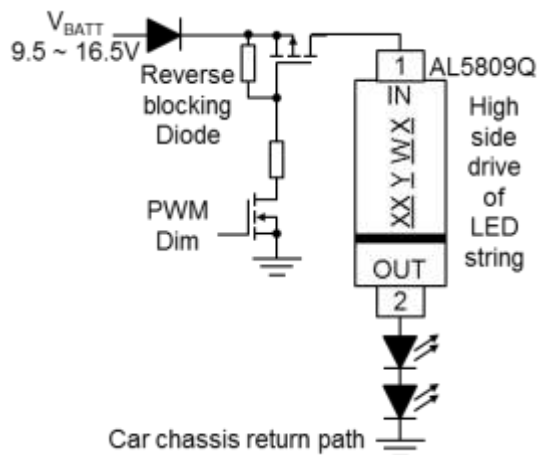 V_BATT
9.5 ~ 16.5V
Reverse
blocking
Diode
PWM
Dim
1
AL5809Q
IN
XX Y WX
OUT
2
High
side
drive
of
LED
string
Car chassis return path